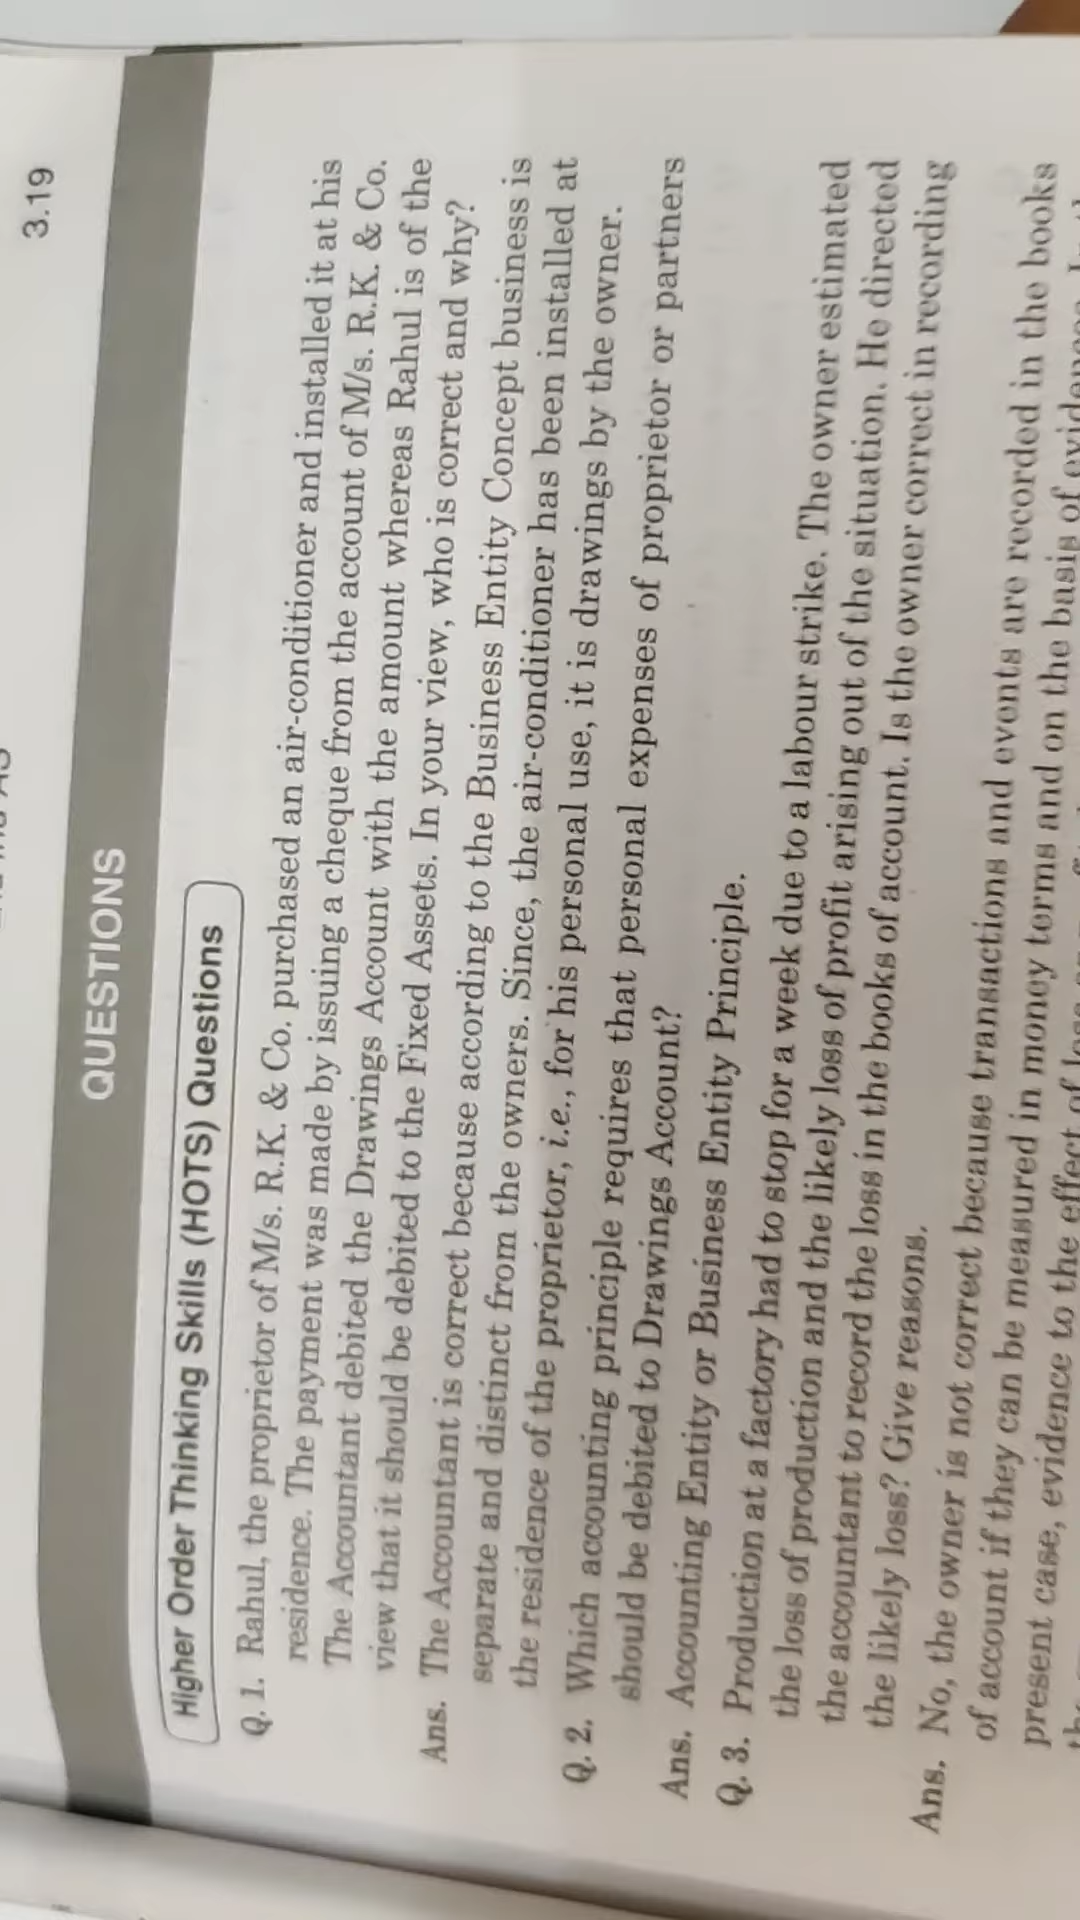 3.19
QUESTIONS
Higher Order Thinking Skills (HOTS) Questions
Q. 1. Rahul, the proprietor of M/s. R.K. & Co. purchased an air-conditioner and installed it at his
residence. The payment was made by issuing a cheque from the account of M/s. R.K. & Co.
The Accountant debited the Drawings Account with the amount whereas Rahul is of the
view that it should be debited to the Fixed Assets. In your view, who is correct and why?
Ans. The Accountant is correct because according to the Business Entity Concept business is
separate and distinct from the owners. Since, the air-conditioner has been installed at
the residence of the proprietor, i.e., for his personal use, it is drawings by the owner.
Q. 2. Which accounting principle requires that personal expenses of proprietor or partners
should be debited to Drawings Account?
Ans. Accounting Entity or Business Entity Principle.
Q. 3. Production at a factory had to stop for a week due to a labour strike. The owner estimated
the loss of production and the likely loss of profit arising out of the situation. He directed
the accountant to record the loss in the books of account. Is the owner correct in recording
the likely loss? Give reasons.
Ans. No, the owner is not correct because transactions and events are recorded in the books
of account if they can be measured in money terms and on the basis of evidence
present case, evidence to the effect of loss